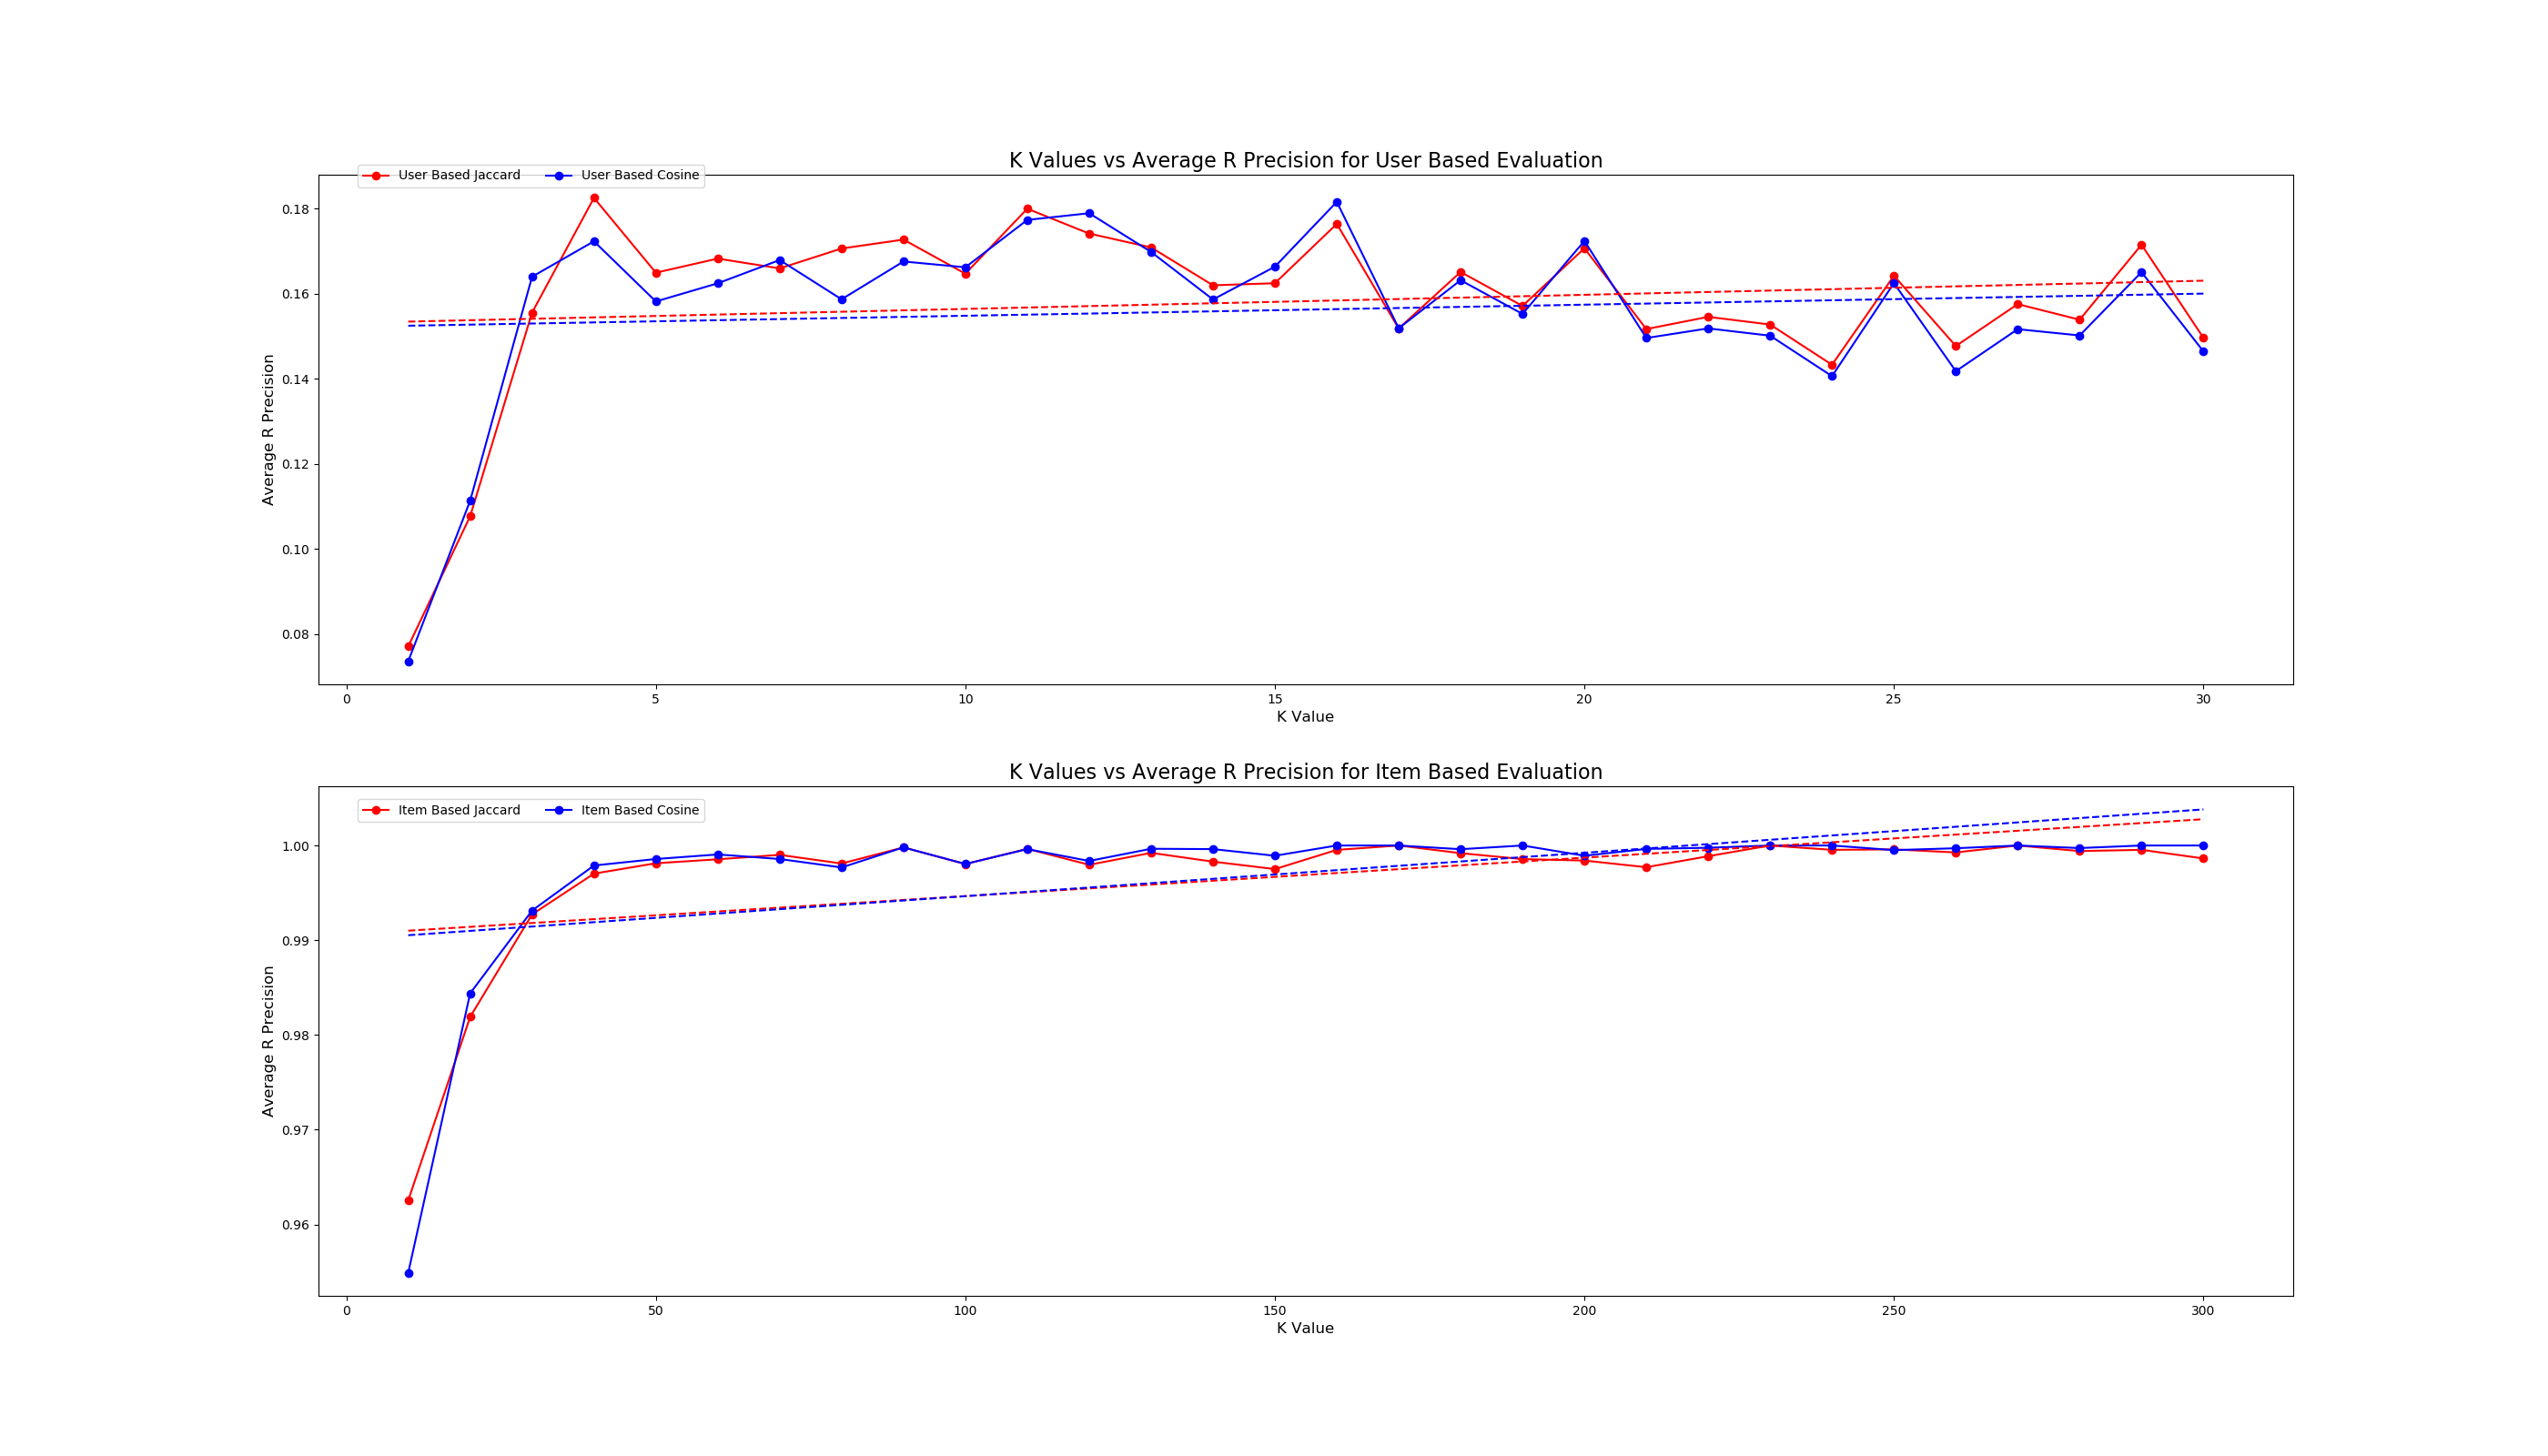 K Values vs Average R Precision for User Based Evaluation
User Based Jaccard User Based Cosine
0.18
0.16
0.14
0.12
0.10
0.08
Average R Precision
0 5 10 15 20 25 30
K Value
K Values vs Average R Precision for Item Based Evaluation
Item Based Jaccard Item Based Cosine
1.00
0.99
0.98
0.97
0.96
Average R Precision
0 50 100 150 200 250 300
K Value